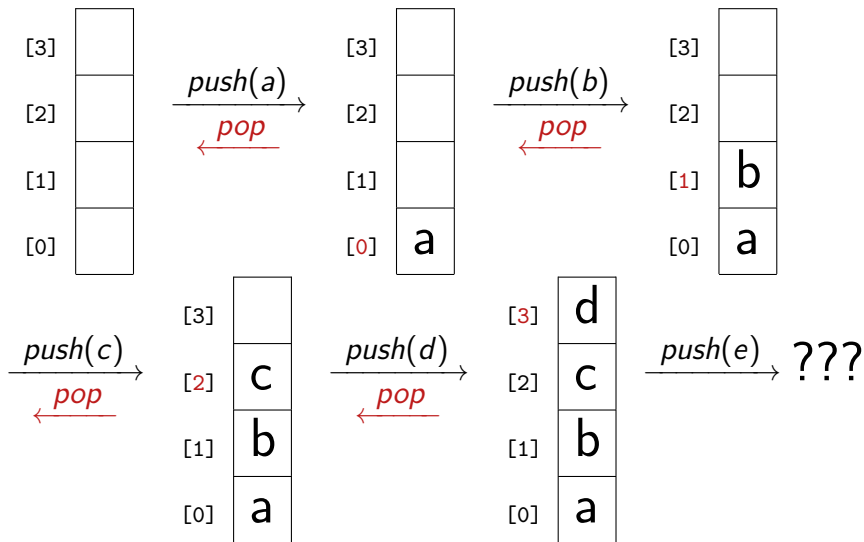 [3] [3] [3]
push(a) push(b)
[2] [2] [2]
pop pop
[1] [1] [1] b
[0] [0] a [0] a
[3] [3] d
push(c) push(d) push(e) ???
[2] c [2] c
pop pop
[1] b [1] b
[0] a [0] a